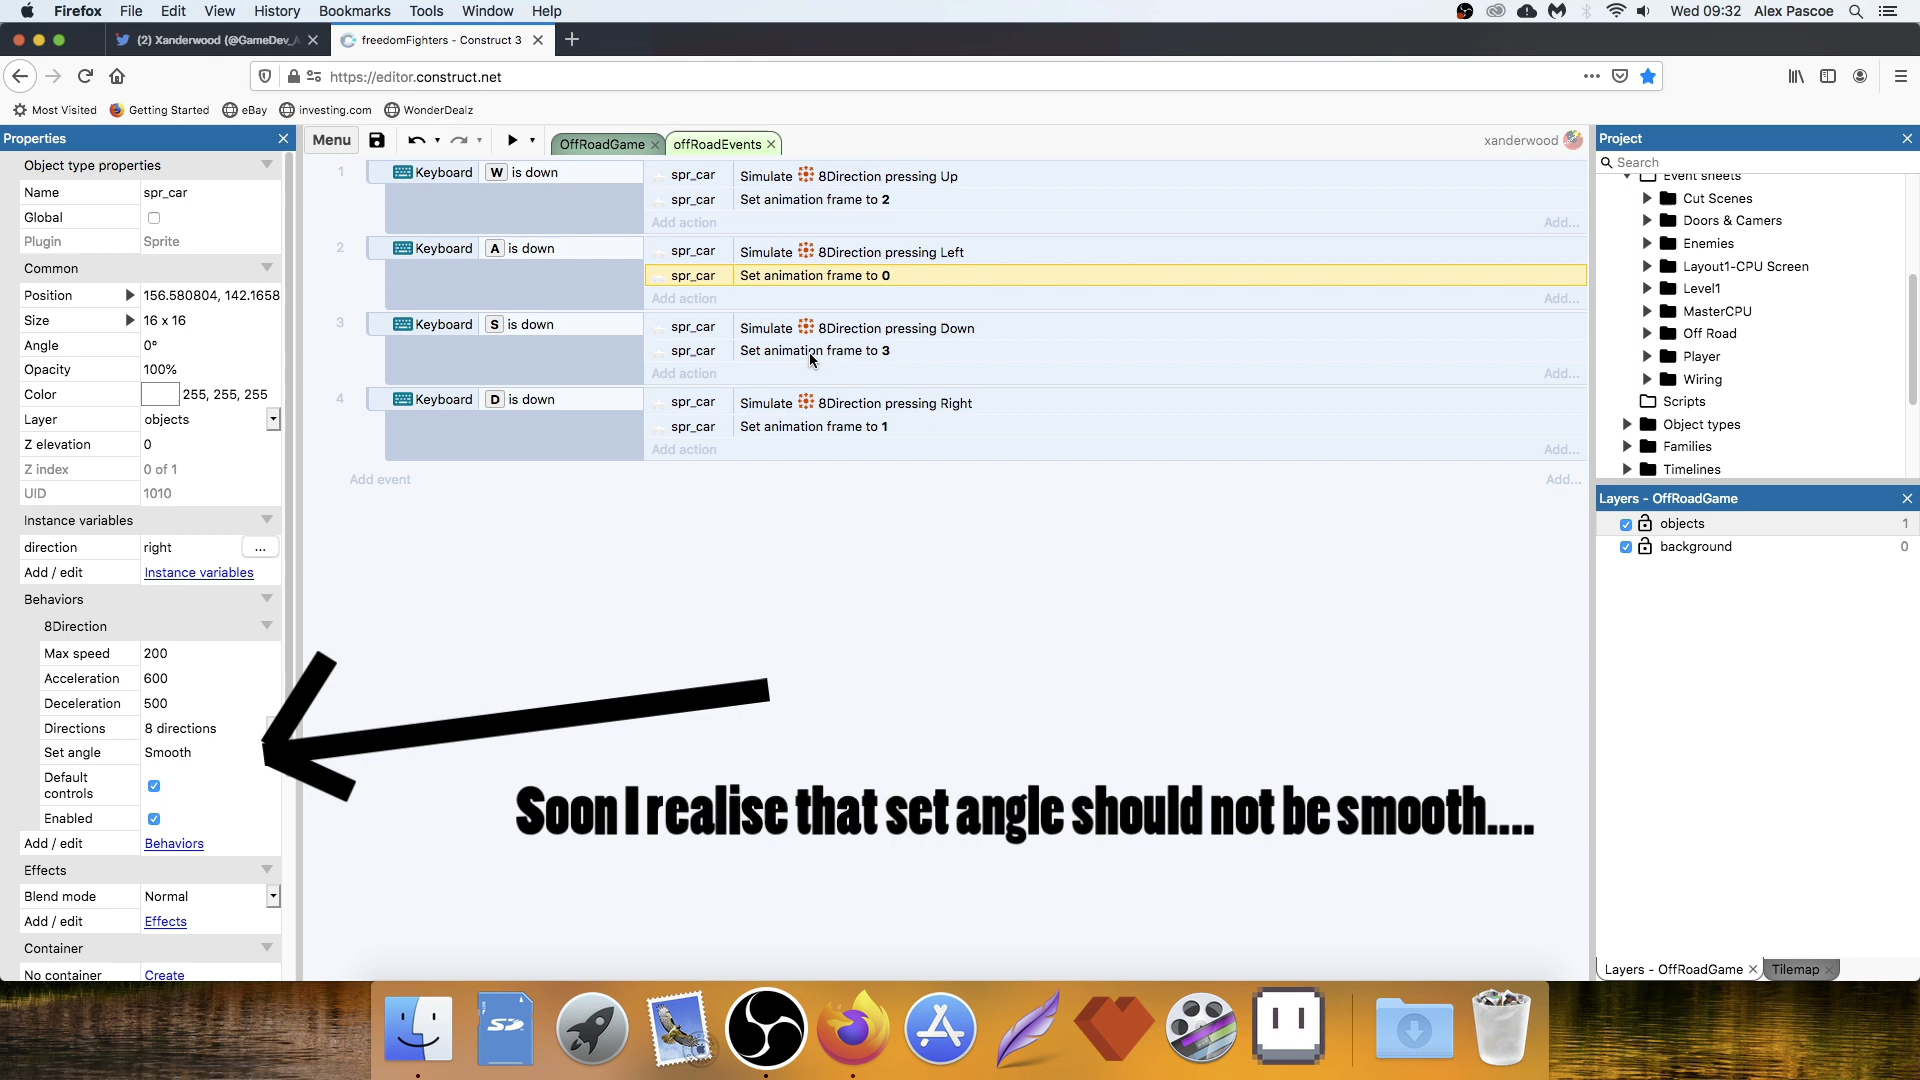 Firefox File Edit View History Bookmarks Tools Window Help
Wed 09:32 Alex Pascoe
(2) Xanderwood (@GameDev_A
freedomFighters - Construct 3
https://editor.construct.net
Most Visited Getting Started eBay investing.com WonderDealz
Properties
Object type properties
Name spr_car
Global
Plugin Sprite
Common
Position 156.580804, 142.1658
Size 16 x 16
Angle 0°
Opacity 100%
Color 255, 255, 255
Layer objects
Z elevation 0
Z index 0 of 1
UID 1010
Instance variables
direction right ...
Add / edit Instance variables
Behaviors
8Direction
Max speed 200
Acceleration 600
Deceleration 500
Directions 8 directions
Set angle Smooth
Default controls
Enabled
Add / edit Behaviors
Effects
Blend mode Normal
Add / edit Effects
Container
No container Create
Menu
OffRoadGame offRoadEvents
xanderwood
1 Keyboard W is down spr_car Simulate 8Direction pressing Up
spr_car Set animation frame to 2
Add action Add...
2 Keyboard A is down spr_car Simulate 8Direction pressing Left
spr_car Set animation frame to 0
Add action Add...
3 Keyboard S is down spr_car Simulate 8Direction pressing Down
spr_car Set animation frame to 3
Add action Add...
4 Keyboard D is down spr_car Simulate 8Direction pressing Right
spr_car Set animation frame to 1
Add action Add...
Add event Add...
Soon I realise that set angle should not be smooth....
Project
Search
Event sheets
Cut Scenes
Doors & Camers
Enemies
Layout1-CPU Screen
Level1
MasterCPU
Off Road
Player
Wiring
Scripts
Object types
Families
Timelines
Layers - OffRoadGame
objects 1
background 0
Layers - OffRoadGame Tilemap
SD